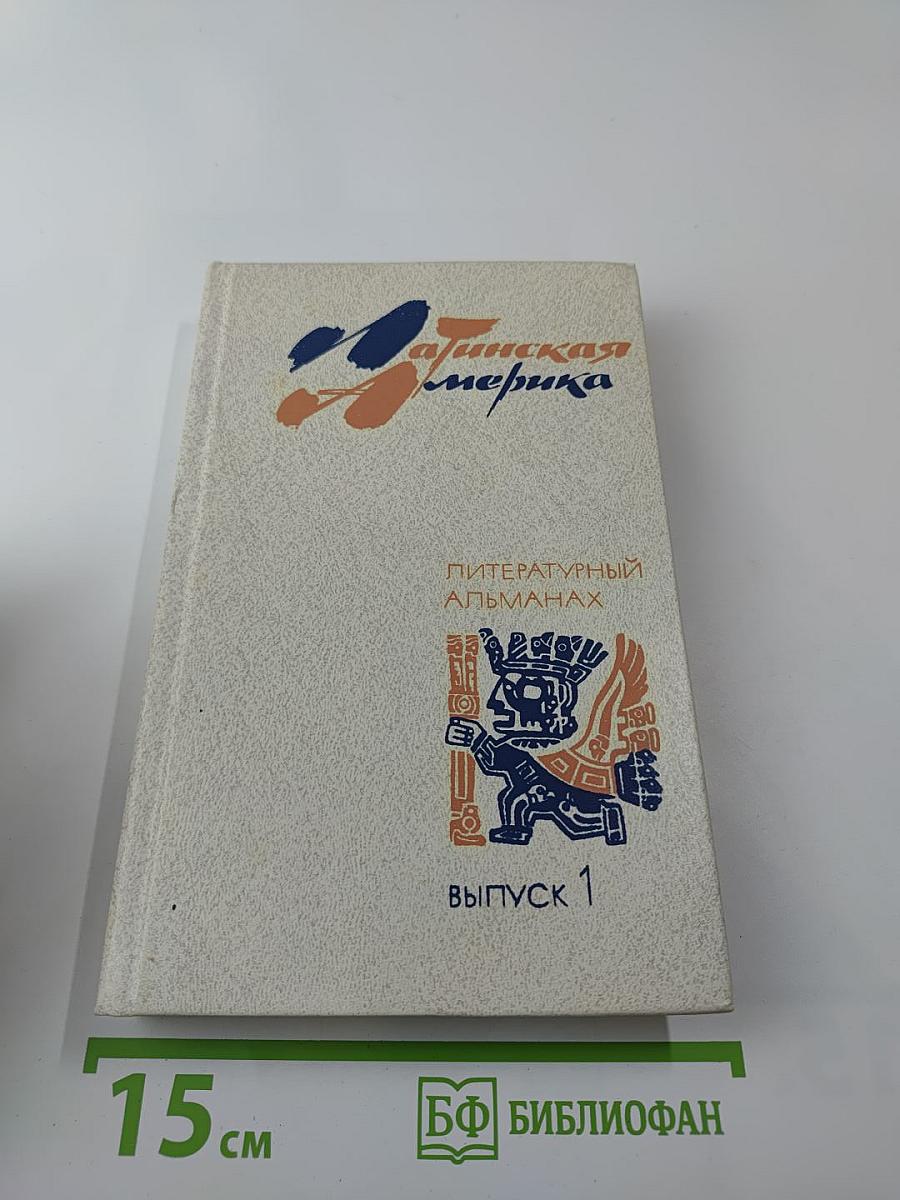 Латинская
Америка
ЛИТЕРАТУРНЫЙ
АЛЬМАНАХ
ВЫПУСК 1
15 см
БФ БИБЛИОФАН